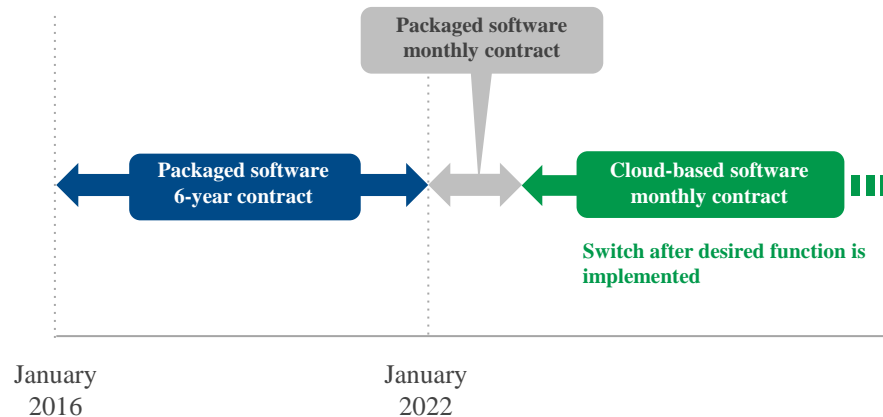 Packaged software
monthly contract
Packaged software
6-year contract
Cloud-based software
monthly contract
Switch after desired function is
implemented
January
2016
January
2022